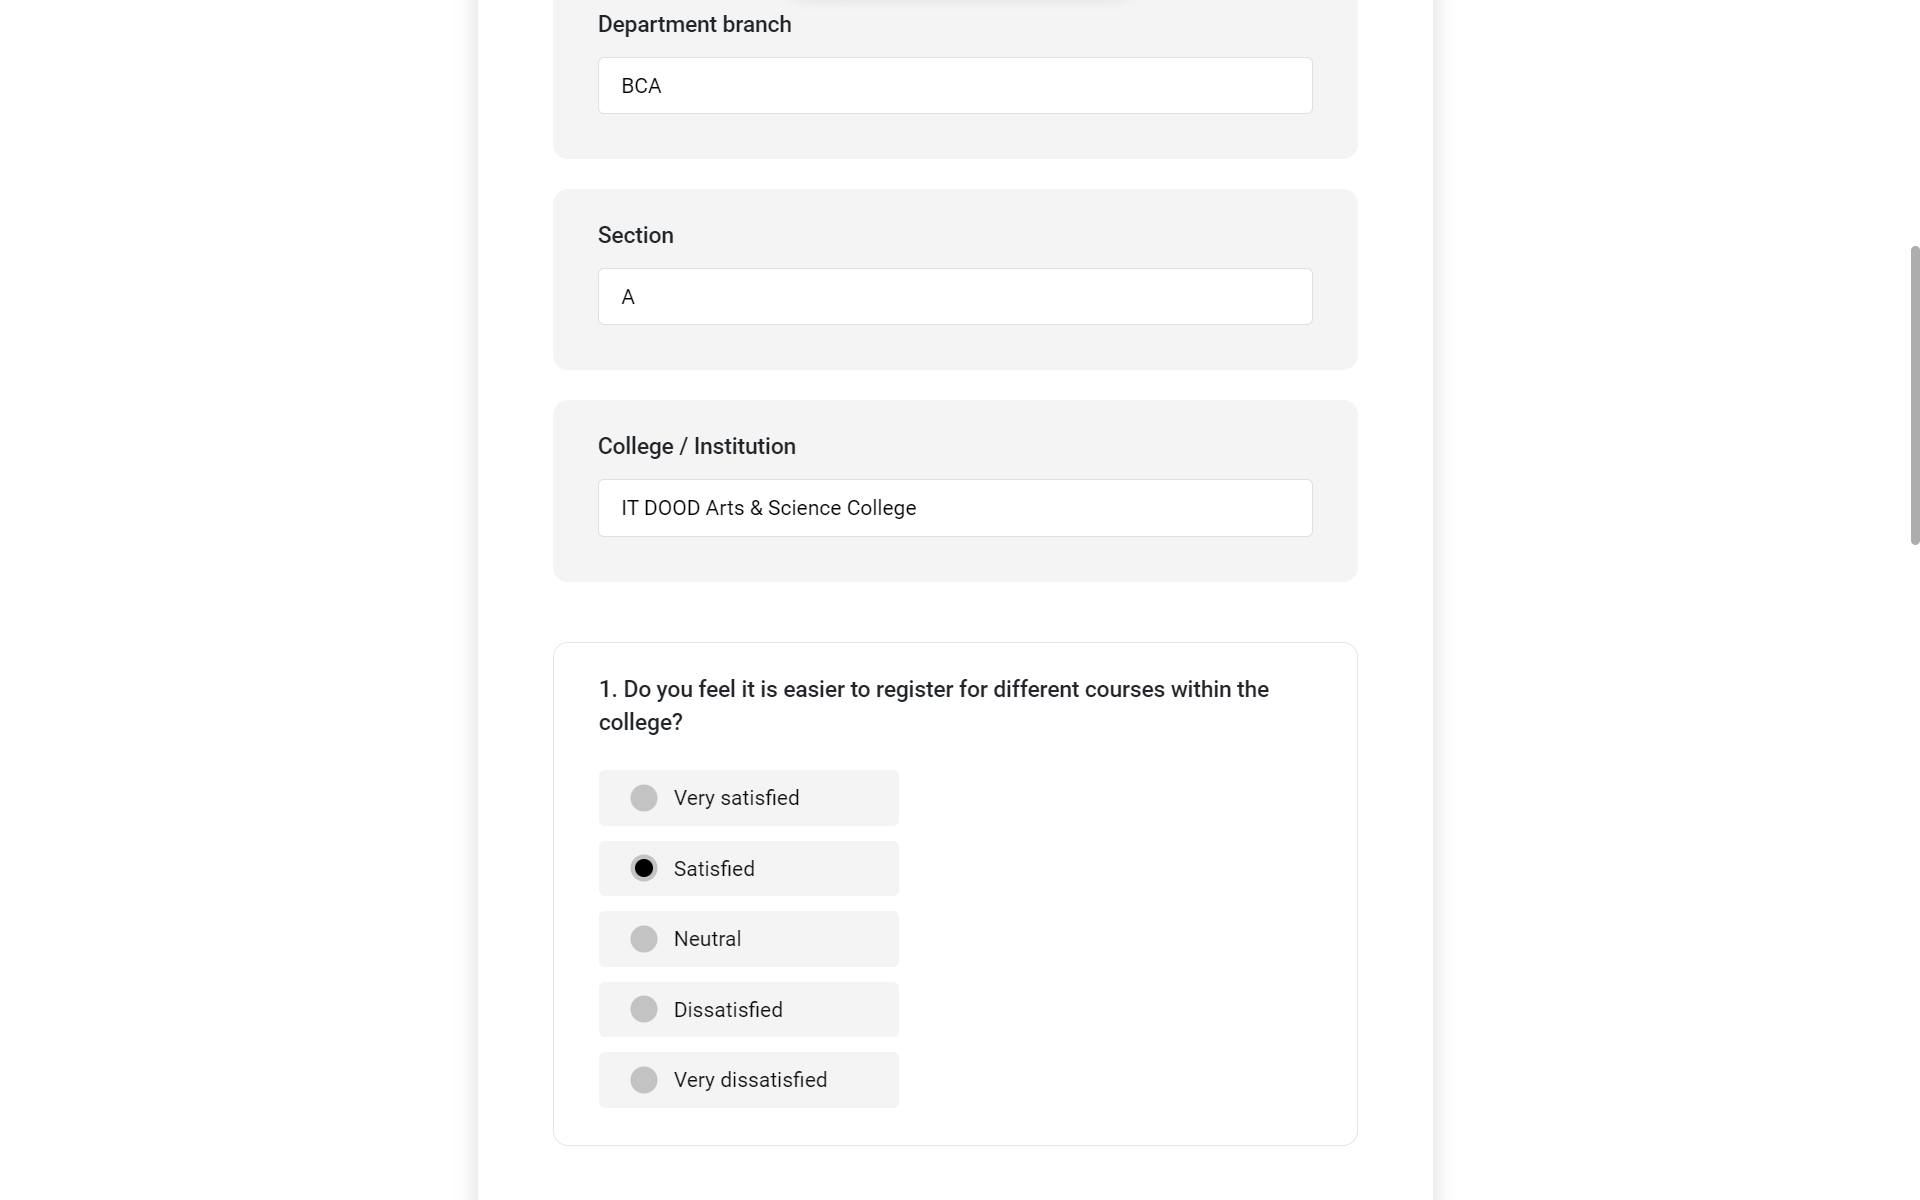 Department branch
BCA
Section
A
College / Institution
IT DOOD Arts & Science College
1. Do you feel it is easier to register for different courses within the
college?
Very satisfied
Satisfied
Neutral
Dissatisfied
Very dissatisfied